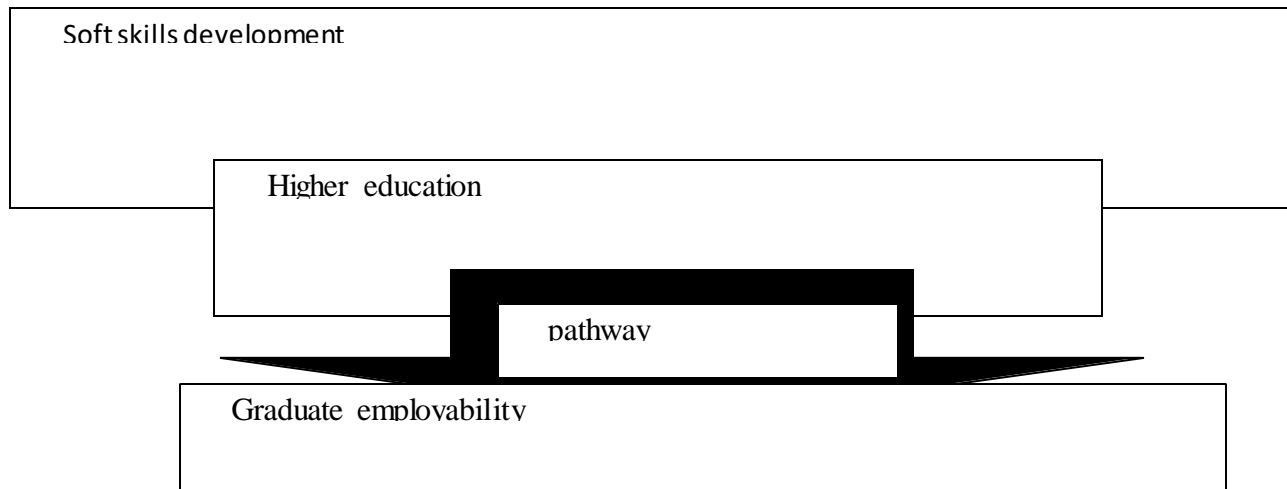 Soft skills development
Higher education
pathway
Graduate employability